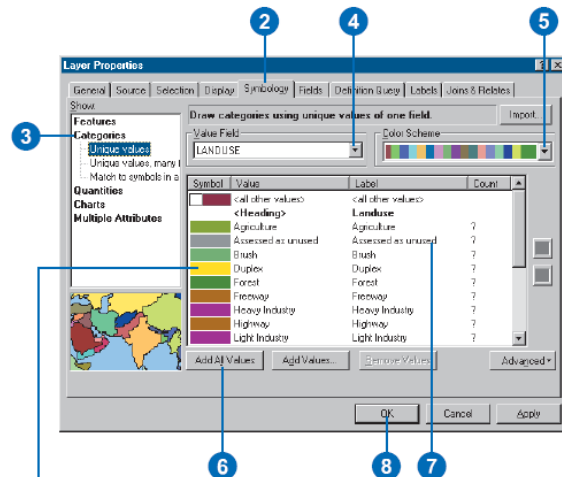 2
4
5
Layer Properties
General Source Selection Display Symbology Fields Definition Query Labels Joins & Relates
Show:
Features
Categories
Unique values
Unique values, many f
Match to symbols in a
Quantities
Charts
Multiple Attributes
3
Draw categories using unique values of one field.
Import...
Value Field
LANDUSE
Color Scheme
Symbol Value Label Count
<all other values> <all other values>
<Heading> Landuse
Agriculture Agriculture ?
Assessed as unused Assessed as unused ?
Brush Brush ?
Duplex Duplex ?
Forest Forest ?
Freeway Freeway ?
Heavy Industry Heavy Industry ?
Highway Highway ?
Light Industry Light Industry ?
Add All Values Add Values... Remove Values Advanced
OK Cancel Apply
6
8
7